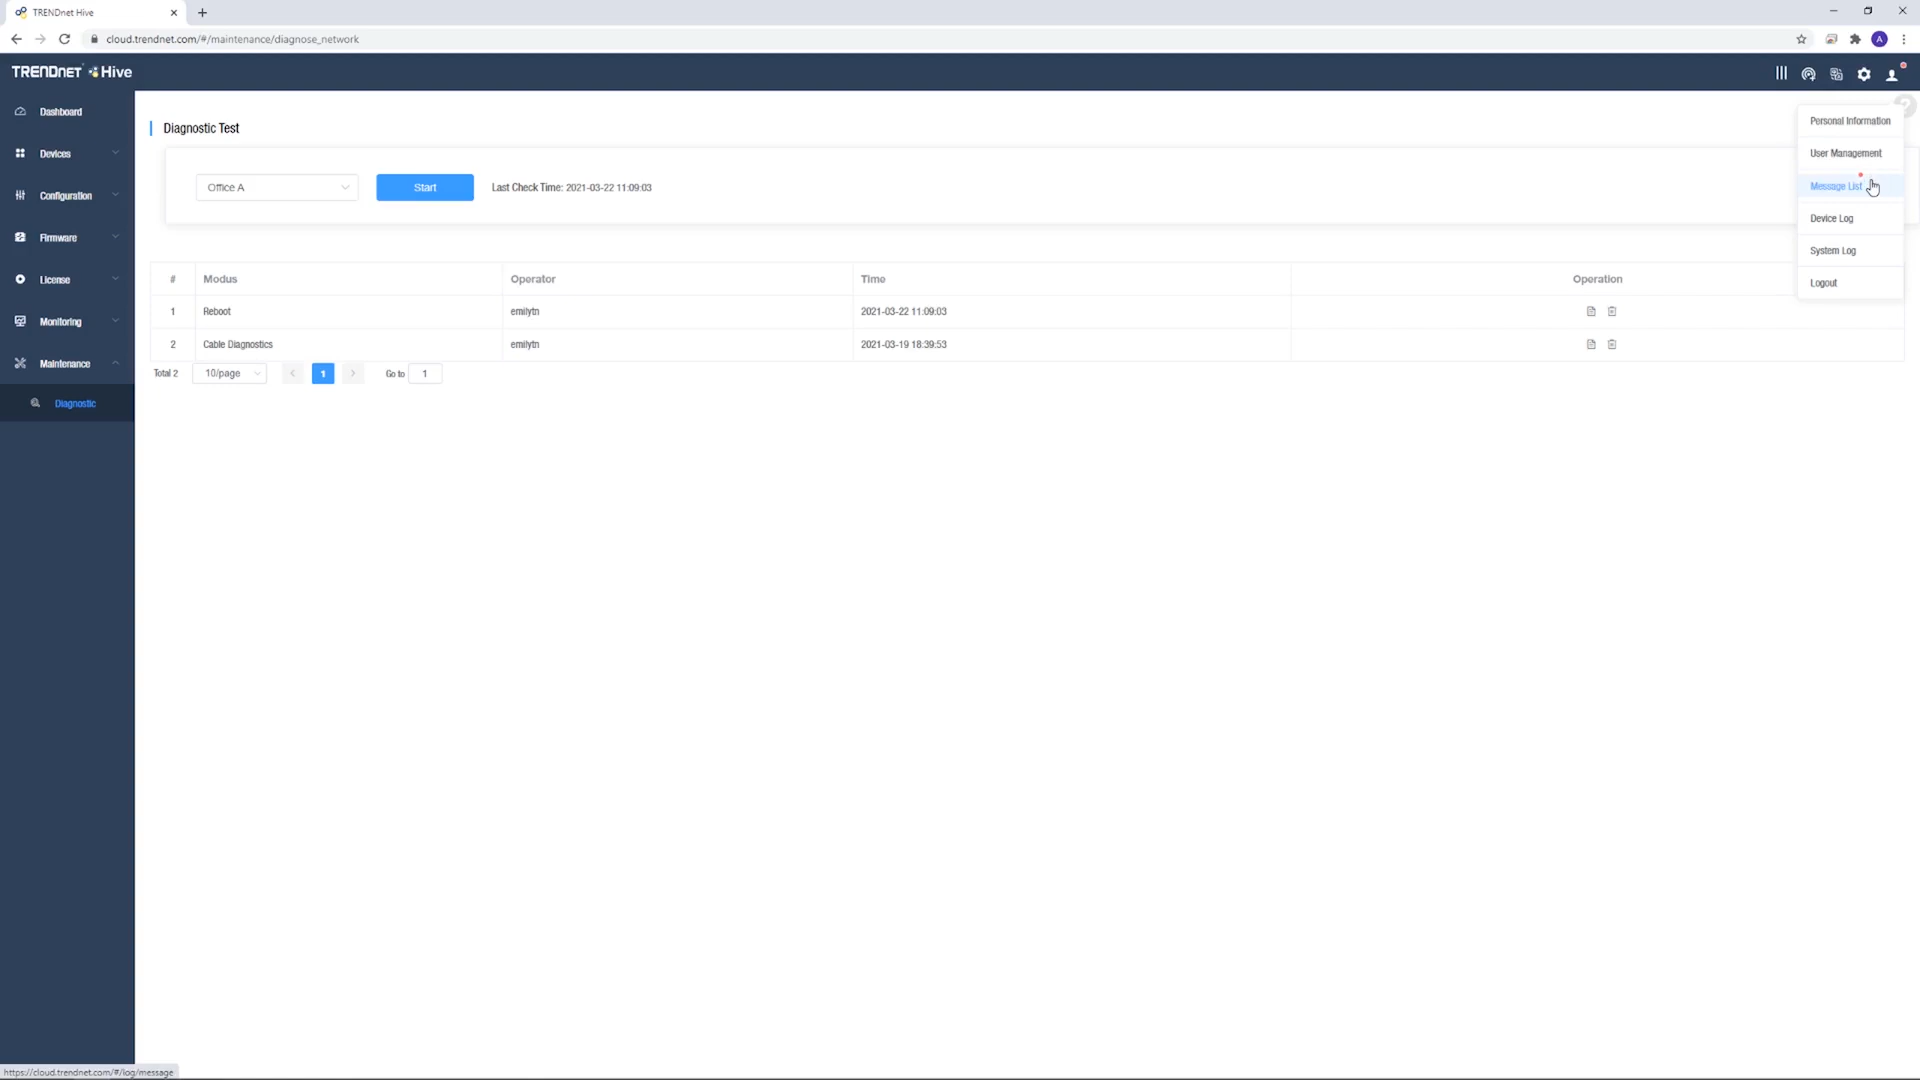 TRENDnet Hive
cloud.trendnet.com/#/maintenance/diagnose_network
A
TRENDnet Hive
Dashboard
Devices
Configuration
Firmware
License
Monitoring
Maintenance
Diagnostic
Diagnostic Test
Office A
Start
Last Check Time: 2021-03-22 11:09:03
# Modus Operator Time Operation
1 Reboot emilytn 2021-03-22 11:09:03
2 Cable Diagnostics emilytn 2021-03-19 18:39:53
Total 2 10/page < 1 > Go to 1
?
Personal Information
User Management
Message List
Device Log
System Log
Logout
https://cloud.trendnet.com/#/log/message